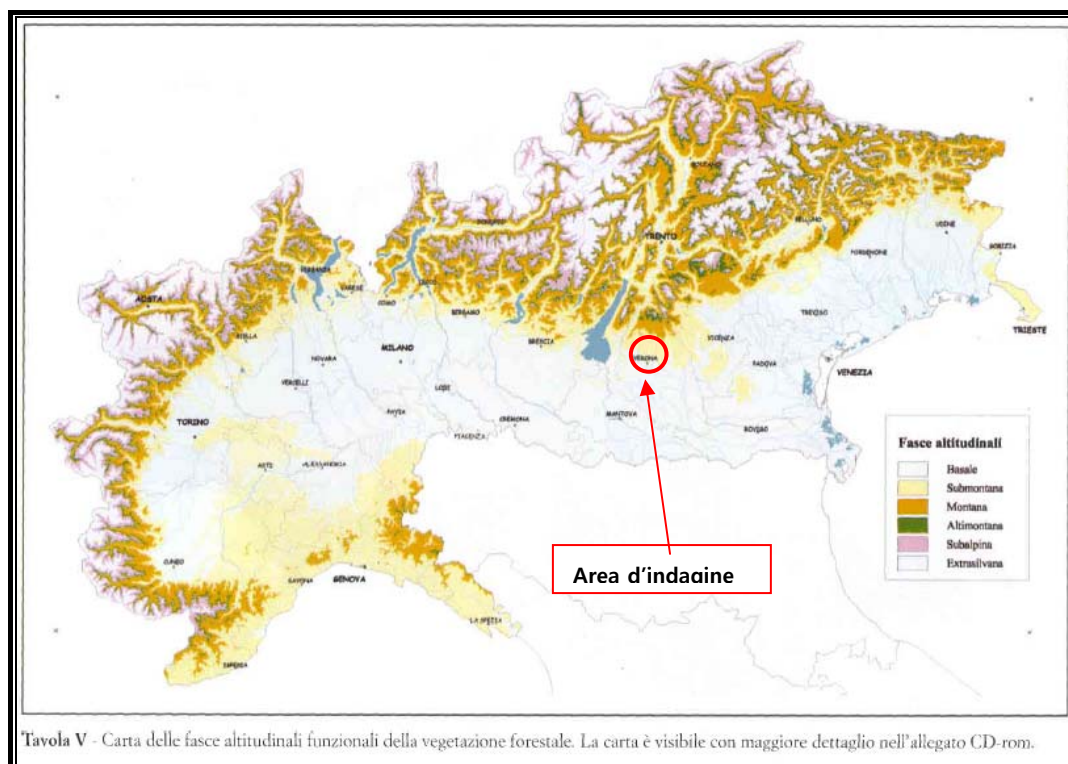 BOLZANO
SONDRIO
TRENTO
BELLUNO
UDINE
PORDENONE
GORIZIA
VERBANIA
VARESE
COMO
LECCO
AOSTA
BIELLA
BERGAMO
TREVISO
TRIESTE
MILANO
BRESCIA
VICENZA
NOVARA
VERONA
PADOVA
VENEZIA
VERCELLI
LODI
PAVIA
CREMONA
MANTOVA
TORINO
ROVIGO
PIACENZA
ASTI
ALESSANDRIA
Fasce altitudinali
Basale
Submontana
Montana
Altimontana
Subalpina
Extrasilvana
CUNEO
GENOVA
SAVONA
Area d'indagine
LA SPEZIA
IMPERIA
Tavola V - Carta delle fasce altitudinali funzionali della vegetazione forestale. La carta è visibile con maggiore dettaglio nell'allegato CD-rom.